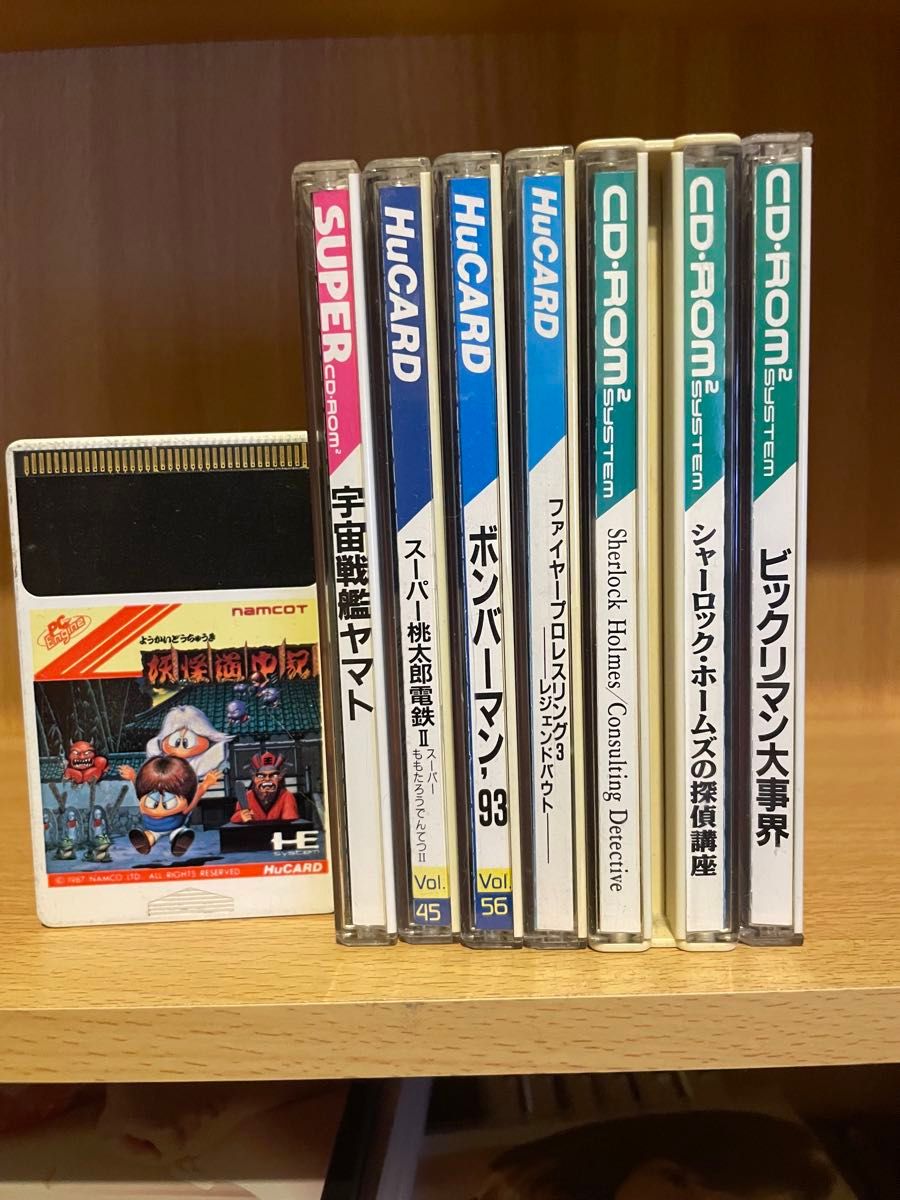 PC Engine
namcot
ようかいどうちゅうき
妖怪道中記
HE
SYSTEM
© 1987 NAMCO LTD. ALL RIGHTS RESERVED
HuCARD
SUPER CD-ROM²
宇宙戦艦ヤマト
HuCARD
スーパー桃太郎電鉄II
スーパー
ももたろうでんてつII
Vol.
45
HuCARD
ボンバーマン'93
Vol.
56
HuCARD
ファイヤープロレスリング3
レジェンドバウト
CD・ROM² SYSTEM
Sherlock Holmes/Consulting Detective
CD・ROM² SYSTEM
シャーロック・ホームズの探偵講座
CD・ROM² SYSTEM
ビックリマン大事界